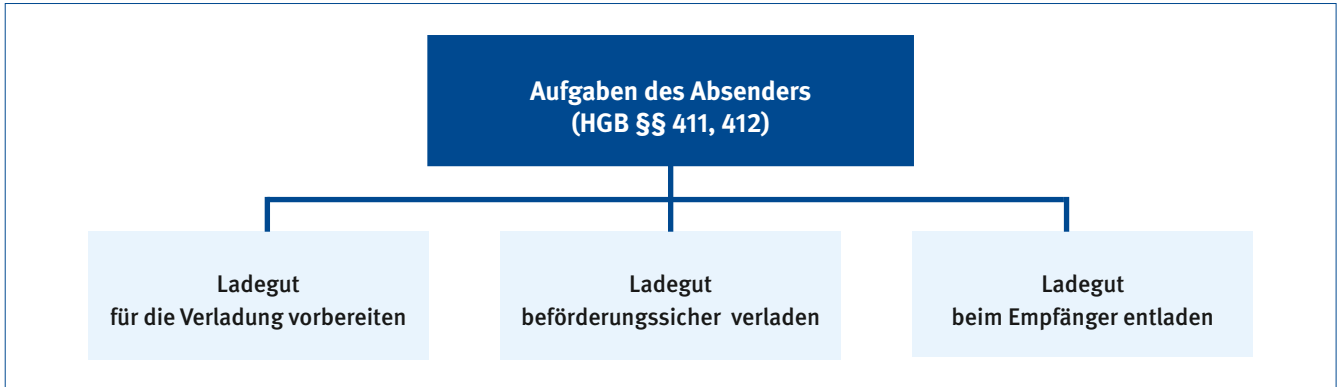 Aufgaben des Absenders
(HGB §§ 411, 412)
Ladegut
für die Verladung vorbereiten
Ladegut
beförderungssicher verladen
Ladegut
beim Empfänger entladen